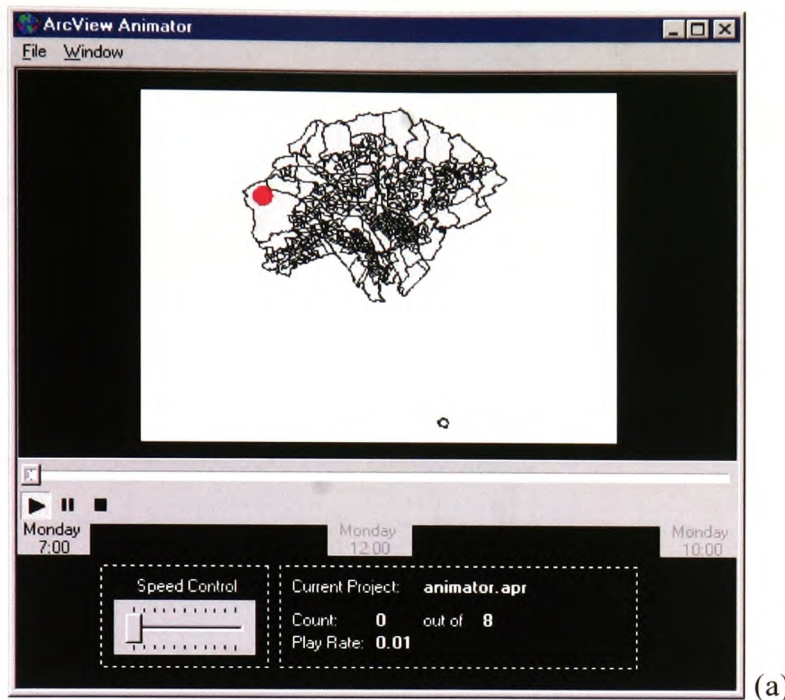 ArcView Animator
File Window
Monday
7:00
Monday
12:00
Monday
10:00
Speed Control
Current Project: animator.apr
Count: 0 out of 8
Play Rate: 0.01
(a)